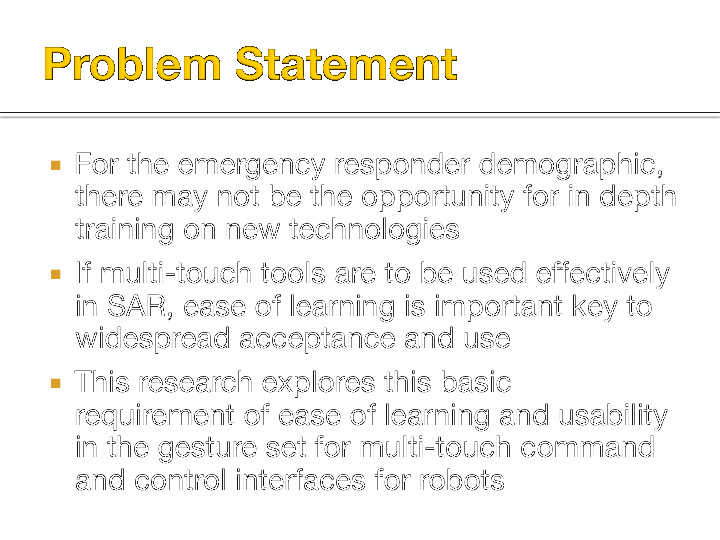 Problem Statement
For the emergency responder demographic,
there may not be the opportunity for in depth
training on new technologies
If multi-touch tools are to be used effectively
in SAR, ease of learning is important key to
widespread acceptance and use
This research explores this basic
requirement of ease of learning and usability
in the gesture set for multi-touch command
and control interfaces for robots